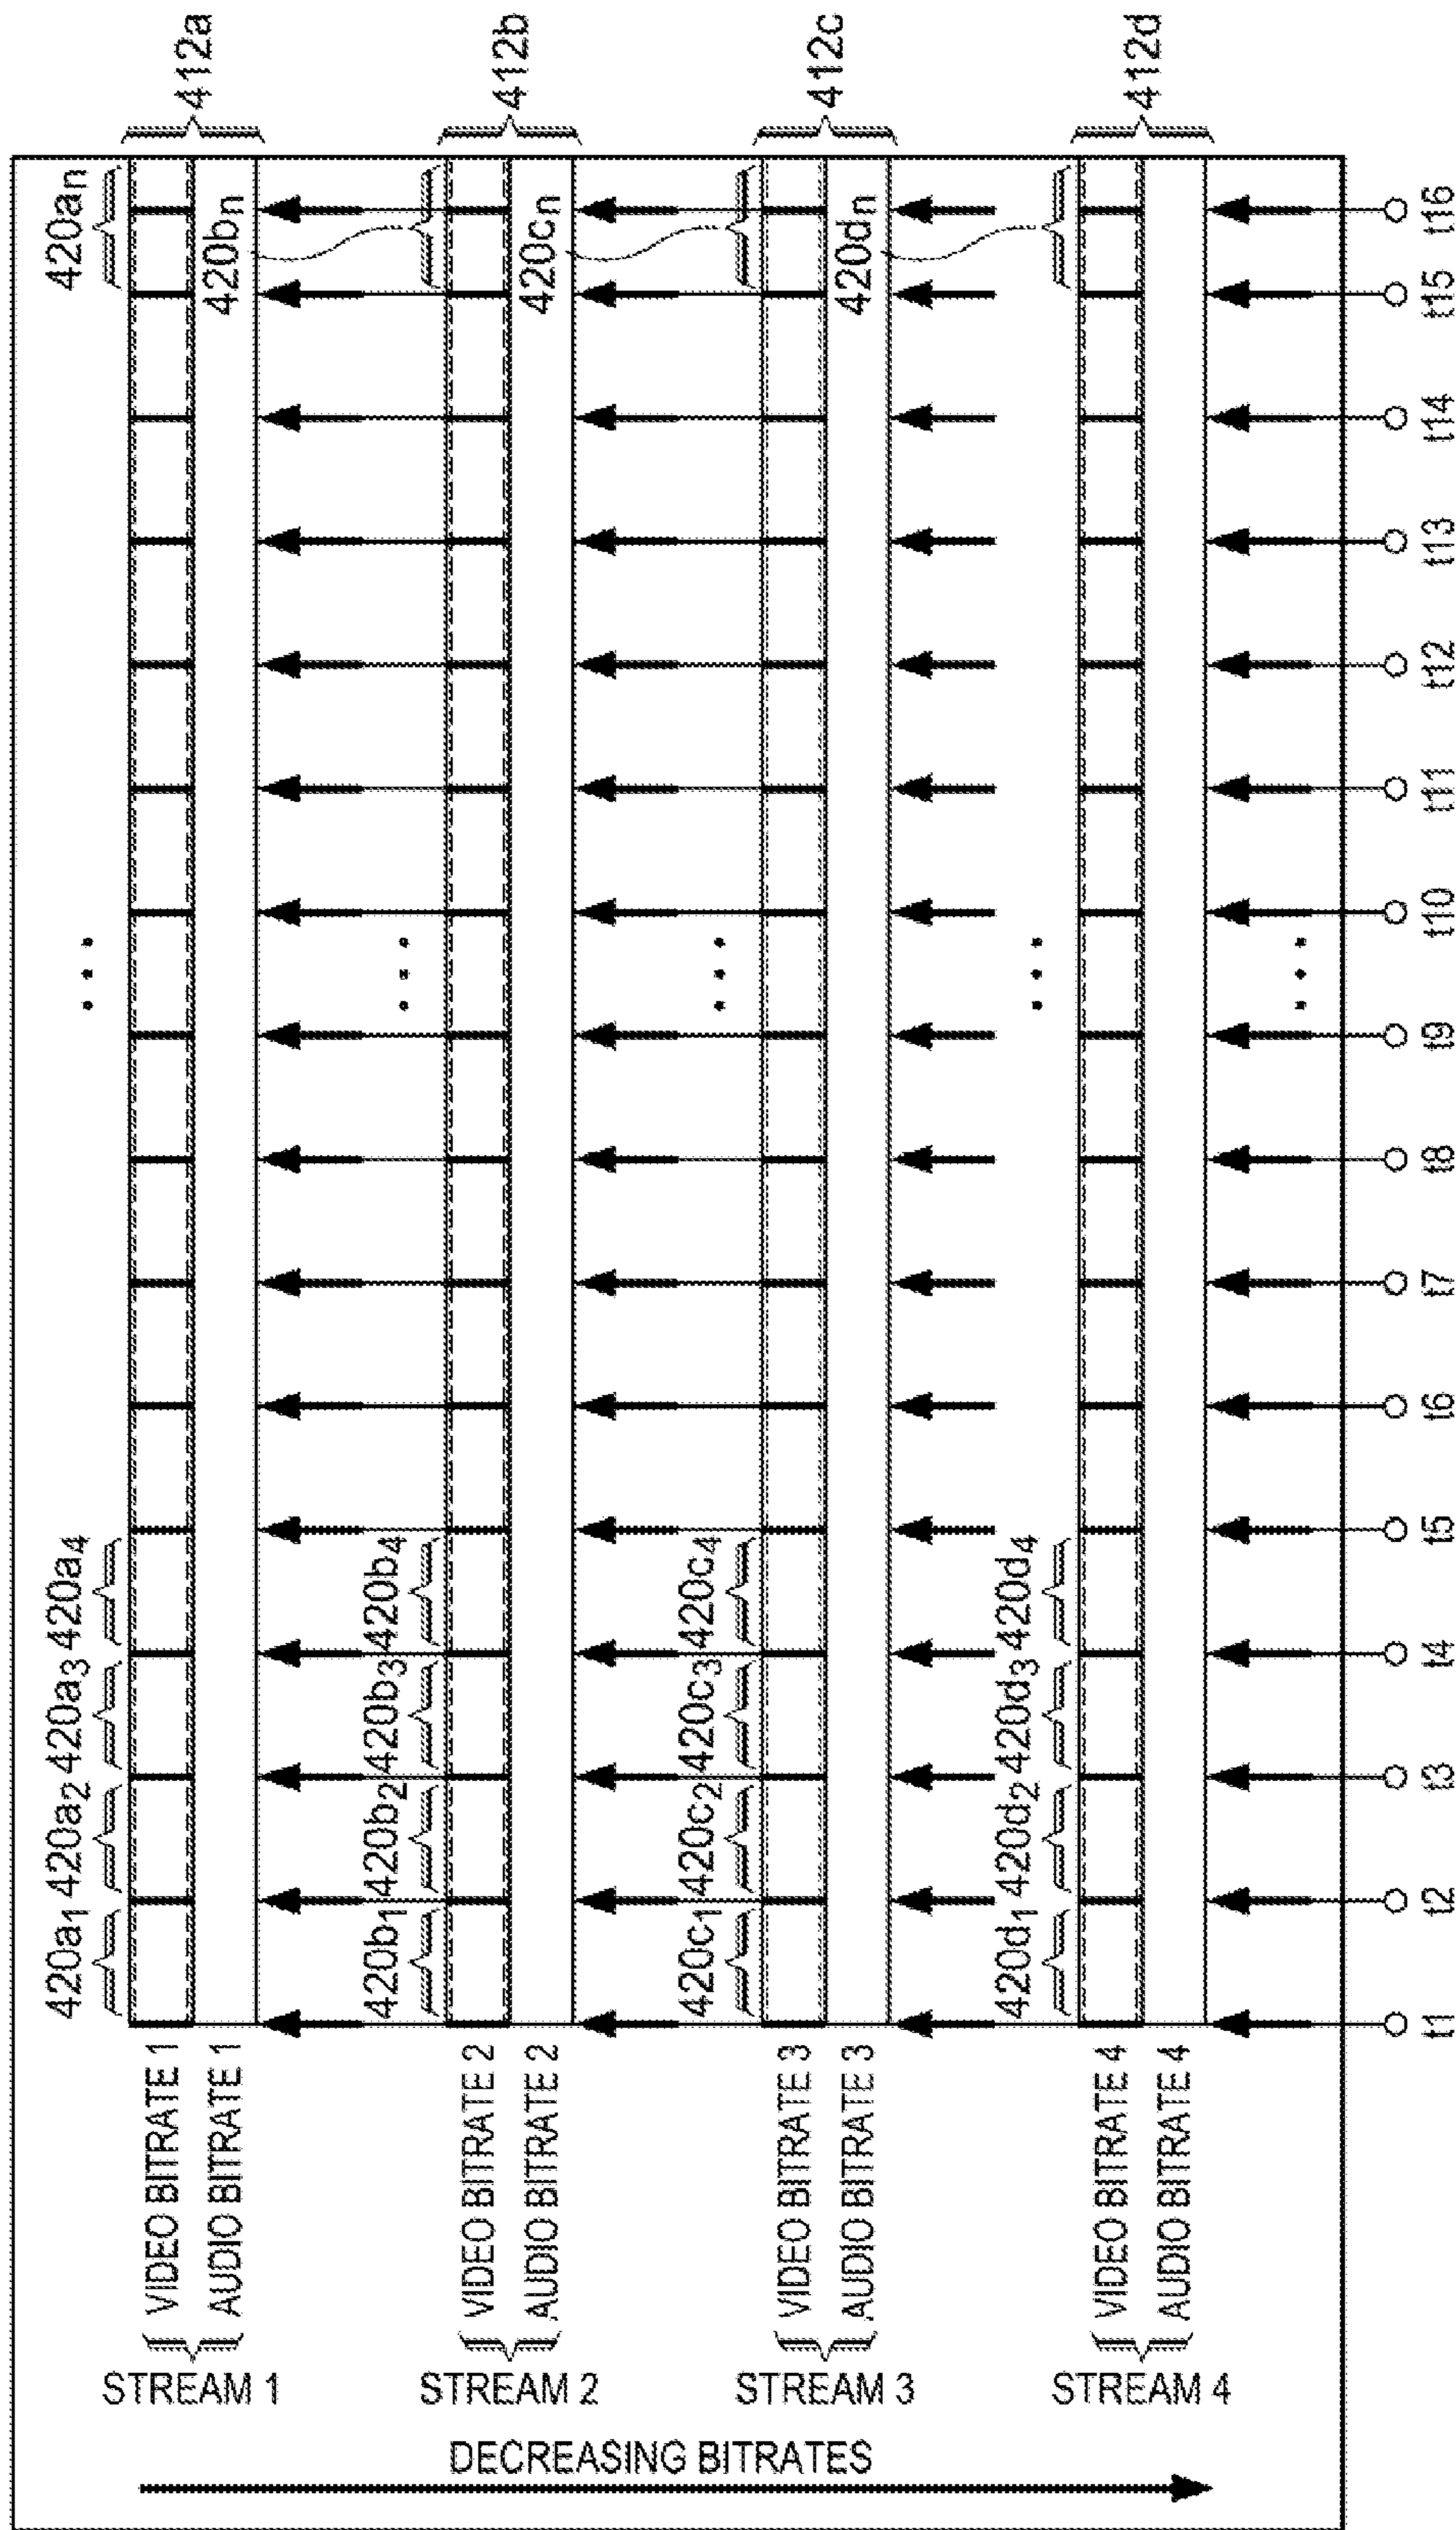 420a1 420a2 420a3 420a4 420an
STREAM 1
VIDEO BITRATE 1
AUDIO BITRATE 1
412a
420bn
420b1 420b2 420b3 420b4
STREAM 2
VIDEO BITRATE 2
AUDIO BITRATE 2
412b
420cn
420c1 420c2 420c3 420c4
STREAM 3
VIDEO BITRATE 3
AUDIO BITRATE 3
412c
420dn
420d1 420d2 420d3 420d4
STREAM 4
VIDEO BITRATE 4
AUDIO BITRATE 4
412d
DECREASING BITRATES
t1 t2 t3 t4 t5 t6 t7 t8 t9 t10 t11 t12 t13 t14 t15 t16